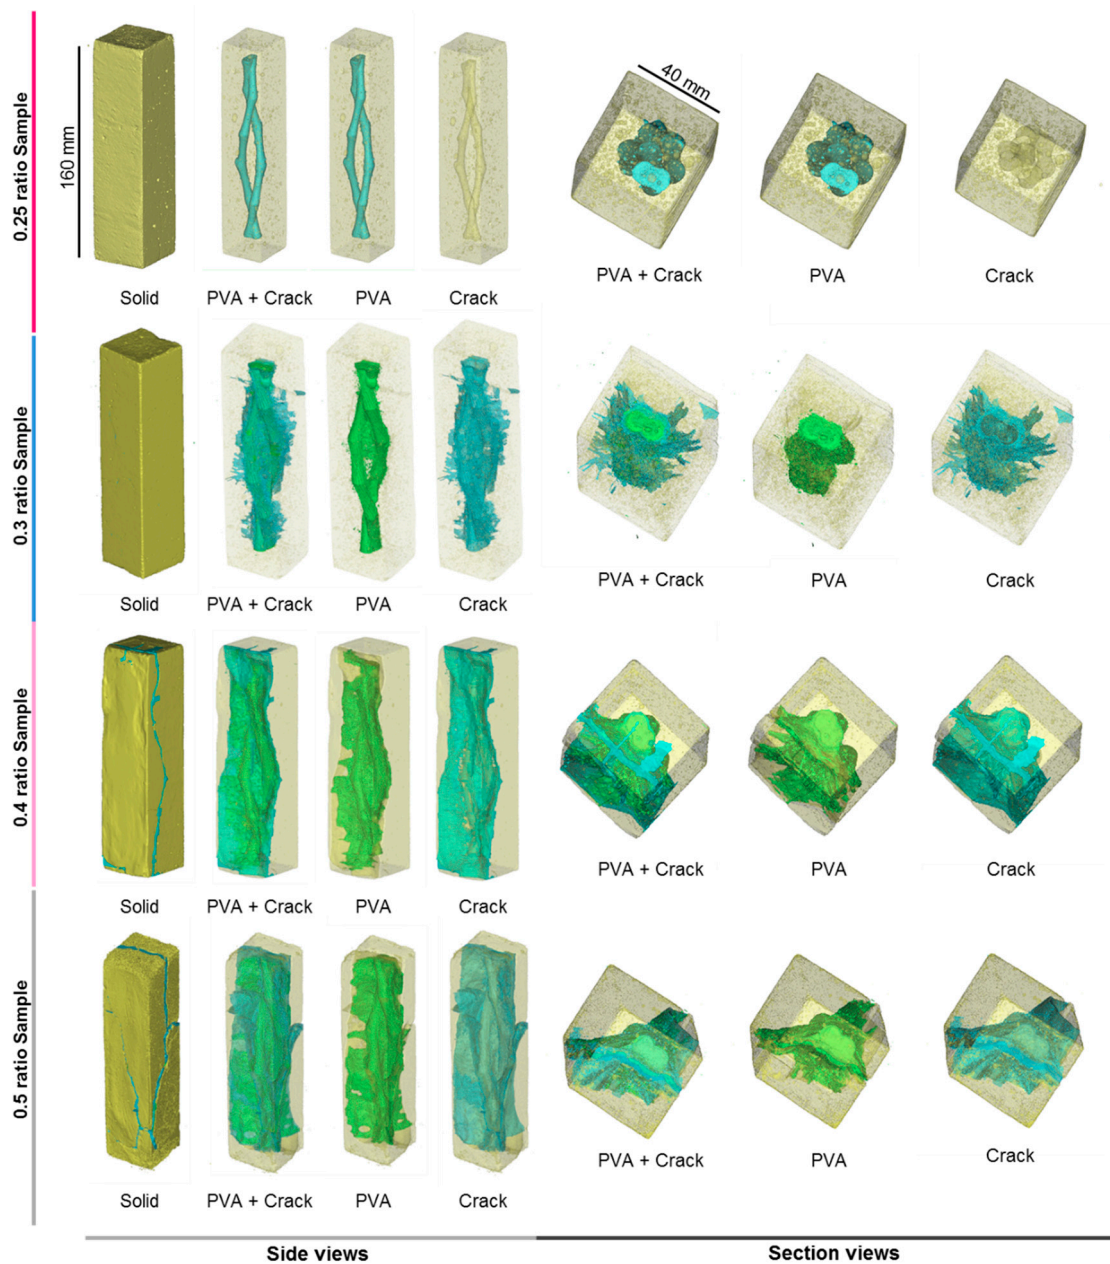 0.25 ratio Sample
160 mm
40 mm
Solid
PVA + Crack
PVA
Crack
PVA + Crack
PVA
Crack
0.3 ratio Sample
Solid
PVA + Crack
PVA
Crack
PVA + Crack
PVA
Crack
0.4 ratio Sample
Solid
PVA + Crack
PVA
Crack
PVA + Crack
PVA
Crack
0.5 ratio Sample
Solid
PVA + Crack
PVA
Crack
PVA + Crack
PVA
Crack
Side views
Section views